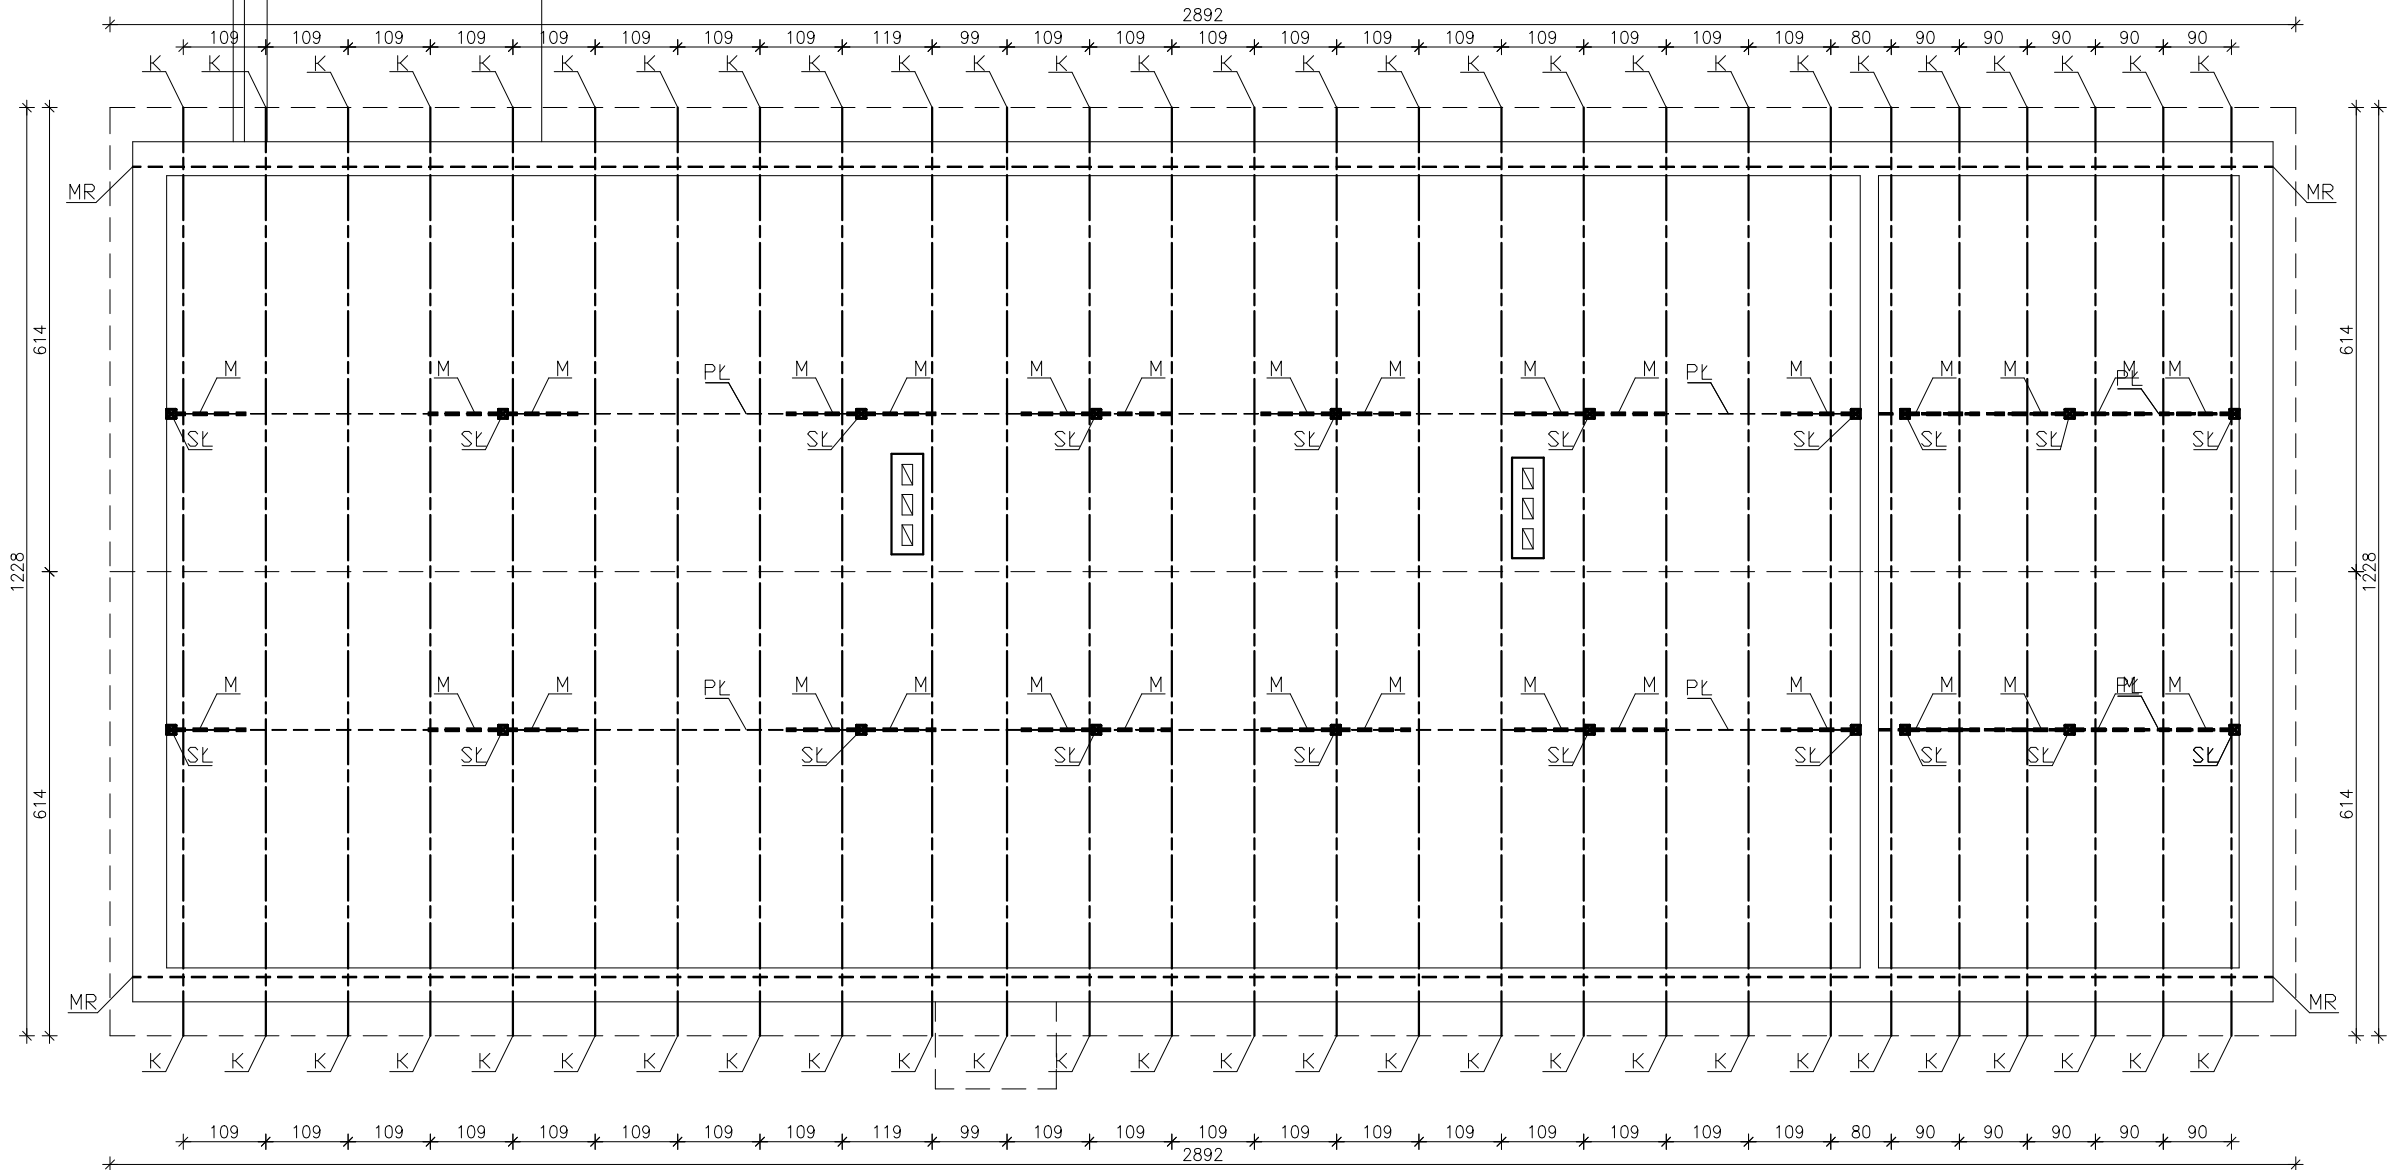 2892
109 109 109 109 109 109 109 109 119 99 109 109 109 109 109 109 109 109 109 109 80 90 90 90 90 90
K K K K K K K K K K K K K K K K K K K K K K K K K K K
MR MR
614 614
M M M PŁ M M M M M M M M PŁ M M M M PŁ M
SŁ SŁ SŁ SŁ SŁ SŁ SŁ SŁ SŁ SŁ
1228 1228
M M M PŁ M M M M M M M M PŁ M M M M PŁ M
SŁ SŁ SŁ SŁ SŁ SŁ SŁ SŁ SŁ SŁ
614 614
MR MR
K K K K K K K K K K K K K K K K K K K K K K K K K K K
109 109 109 109 109 109 109 109 119 99 109 109 109 109 109 109 109 109 109 109 80 90 90 90 90 90
2892